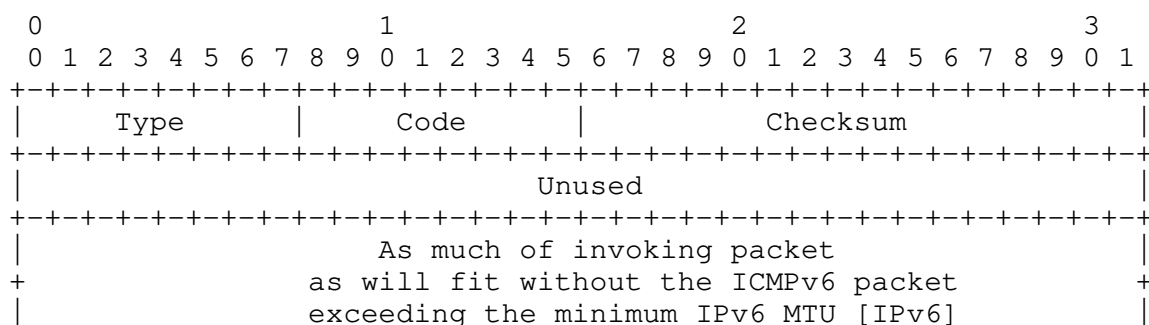 0                   1                   2                   3
 0 1 2 3 4 5 6 7 8 9 0 1 2 3 4 5 6 7 8 9 0 1 2 3 4 5 6 7 8 9 0 1
+-+-+-+-+-+-+-+-+-+-+-+-+-+-+-+-+-+-+-+-+-+-+-+-+-+-+-+-+-+-+-+-+
|     Type      |     Code      |          Checksum             |
+-+-+-+-+-+-+-+-+-+-+-+-+-+-+-+-+-+-+-+-+-+-+-+-+-+-+-+-+-+-+-+-+
|                             Unused                            |
+-+-+-+-+-+-+-+-+-+-+-+-+-+-+-+-+-+-+-+-+-+-+-+-+-+-+-+-+-+-+-+-+
|                    As much of invoking packet                 |
+                as will fit without the ICMPv6 packet          +
|                exceeding the minimum IPv6 MTU [IPv6]          |